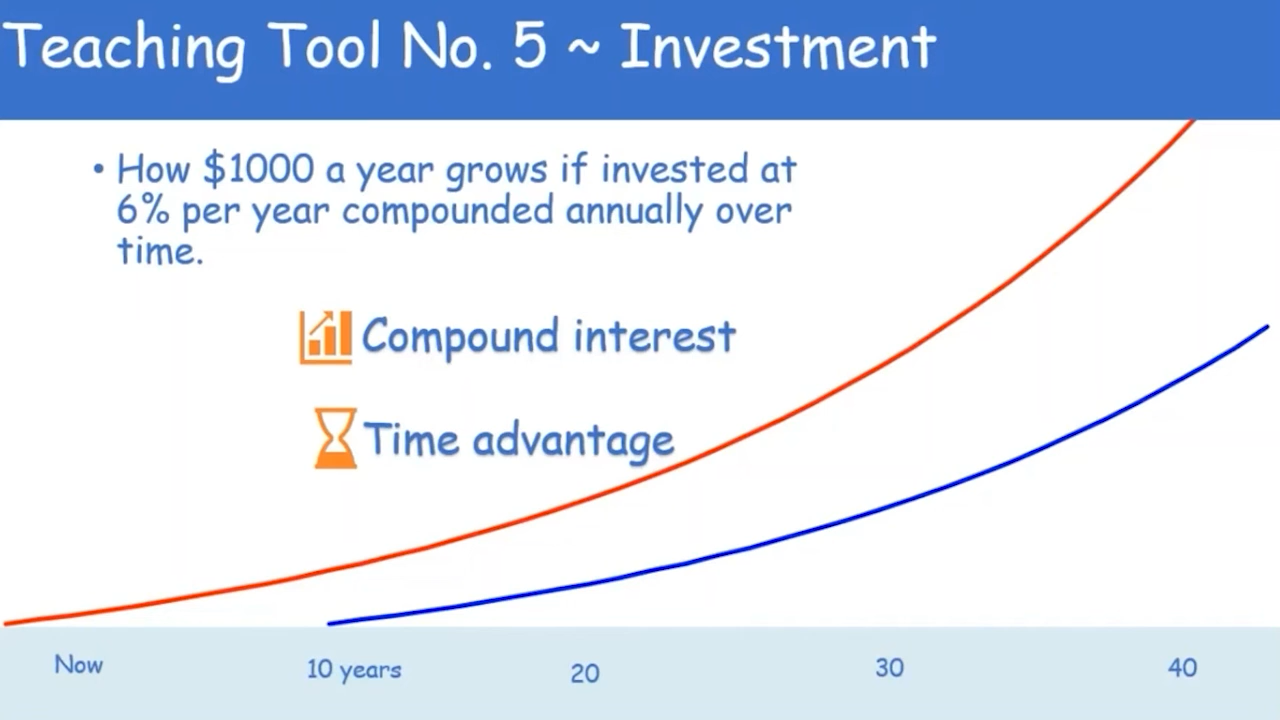 Teaching Tool No. 5 ~ Investment
• How $1000 a year grows if invested at
6% per year compounded annually over
time.
Compound interest
Time advantage
Now
10 years
20
30
40